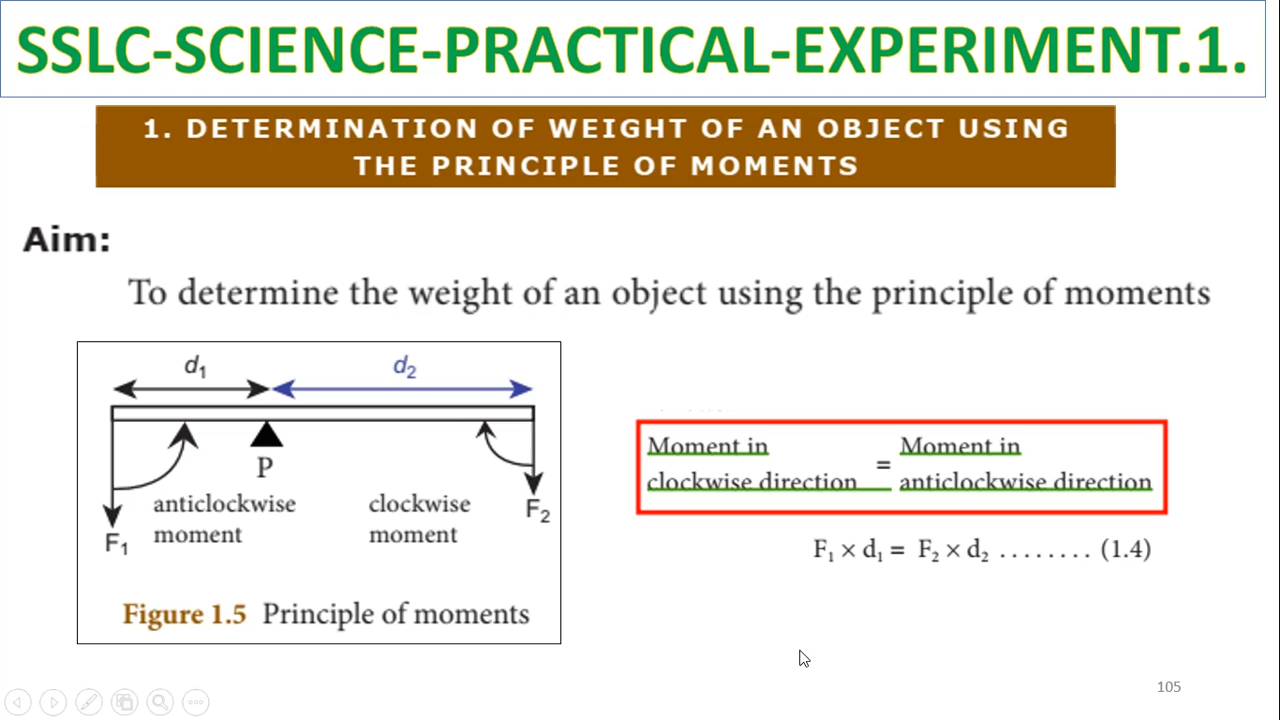 SSLC-SCIENCE-PRACTICAL-EXPERIMENT.1.
1. DETERMINATION OF WEIGHT OF AN OBJECT USING
THE PRINCIPLE OF MOMENTS
Aim:
To determine the weight of an object using the principle of moments
d₁ d₂
P
anticlockwise
moment
clockwise
moment
F₁
F₂
Figure 1.5 Principle of moments
Moment in
clockwise direction
=
Moment in
anticlockwise direction
F₁ × d₁ = F₂ × d₂ ........ (1.4)
105